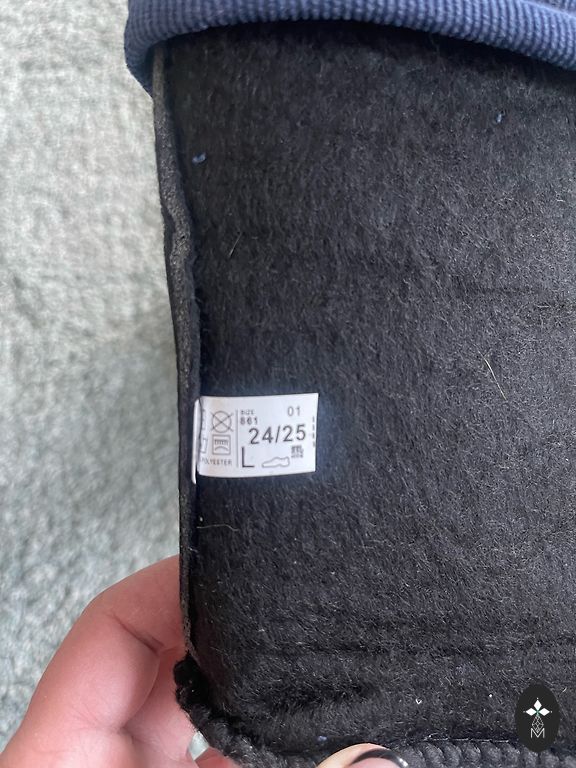 SIZE
861
01
24/25
POLYESTER
L
M